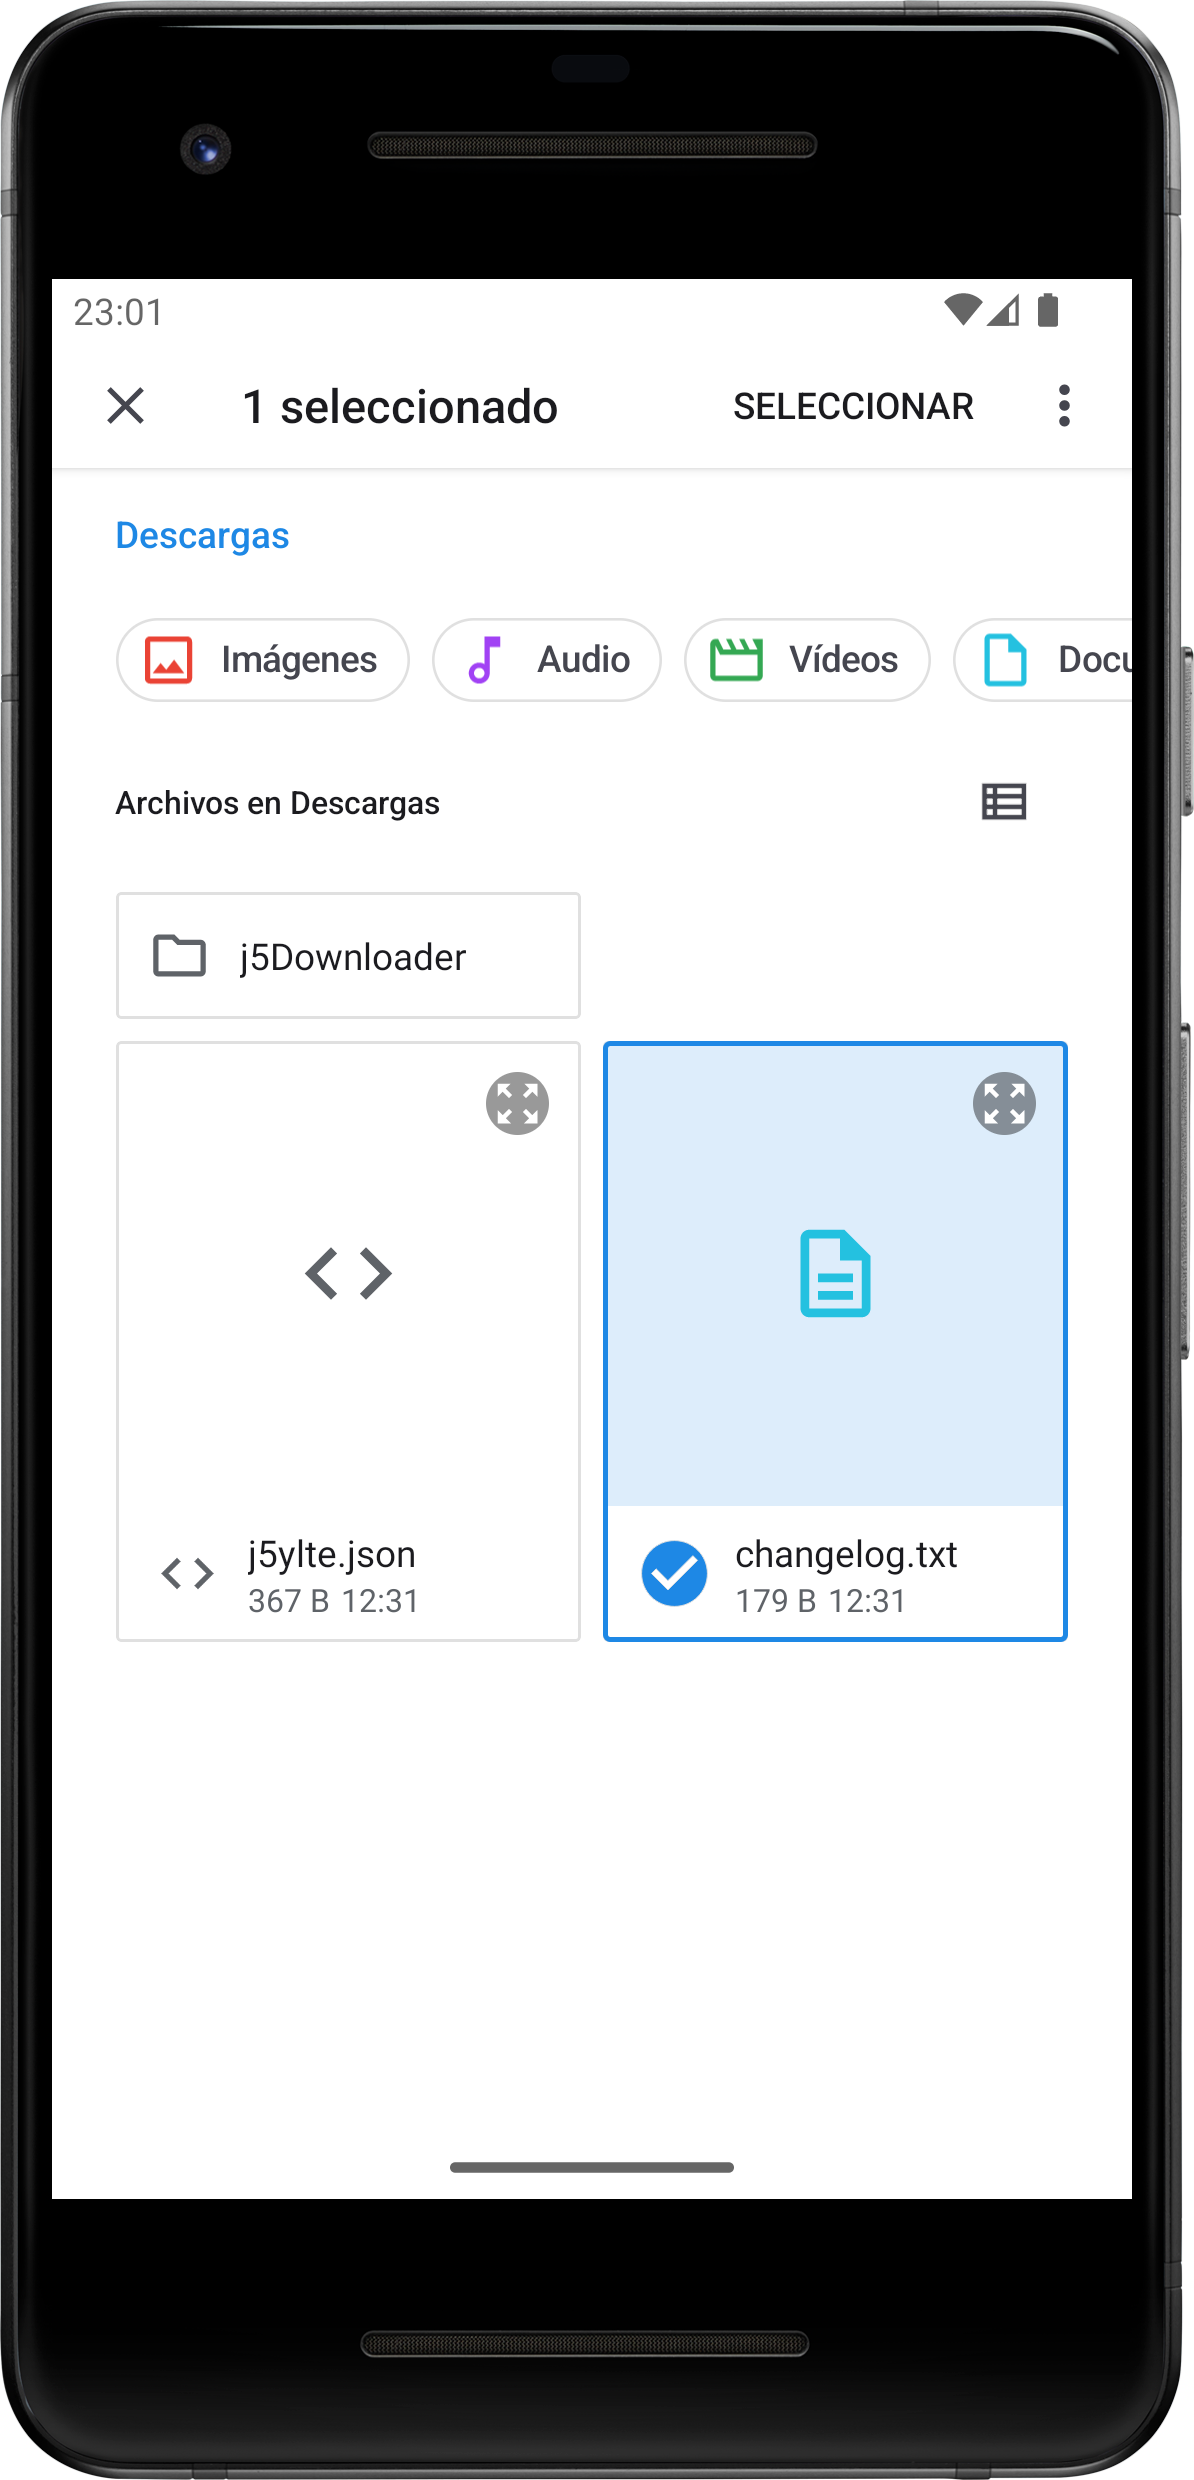 23:01
1 seleccionado
SELECCIONAR
Descargas
Imágenes
Audio
Vídeos
Docu
Archivos en Descargas
j5Downloader
j5ylte.json
367 B 12:31
changelog.txt
179 B 12:31